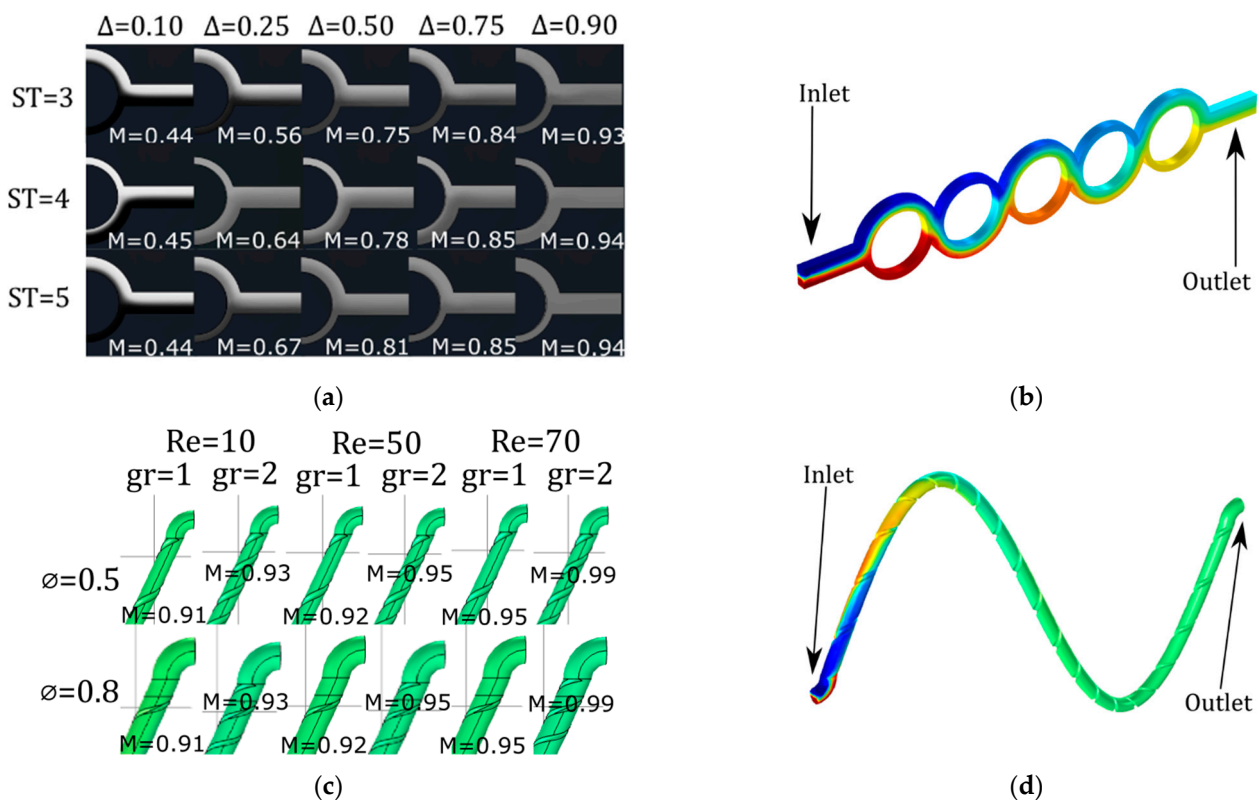 Δ=0.10 Δ=0.25 Δ=0.50 Δ=0.75 Δ=0.90
ST=3
M=0.44 M=0.56 M=0.75 M=0.84 M=0.93
ST=4
M=0.45 M=0.64 M=0.78 M=0.85 M=0.94
ST=5
M=0.44 M=0.67 M=0.81 M=0.85 M=0.94
(a)
Inlet
Outlet
(b)
Re=10 Re=50 Re=70
gr=1 gr=2 gr=1 gr=2 gr=1 gr=2
ø=0.5
M=0.93 M=0.95 M=0.99
M=0.91 M=0.92 M=0.95
ø=0.8
M=0.93 M=0.95 M=0.99
M=0.91 M=0.92 M=0.95
(c)
Inlet
Outlet
(d)